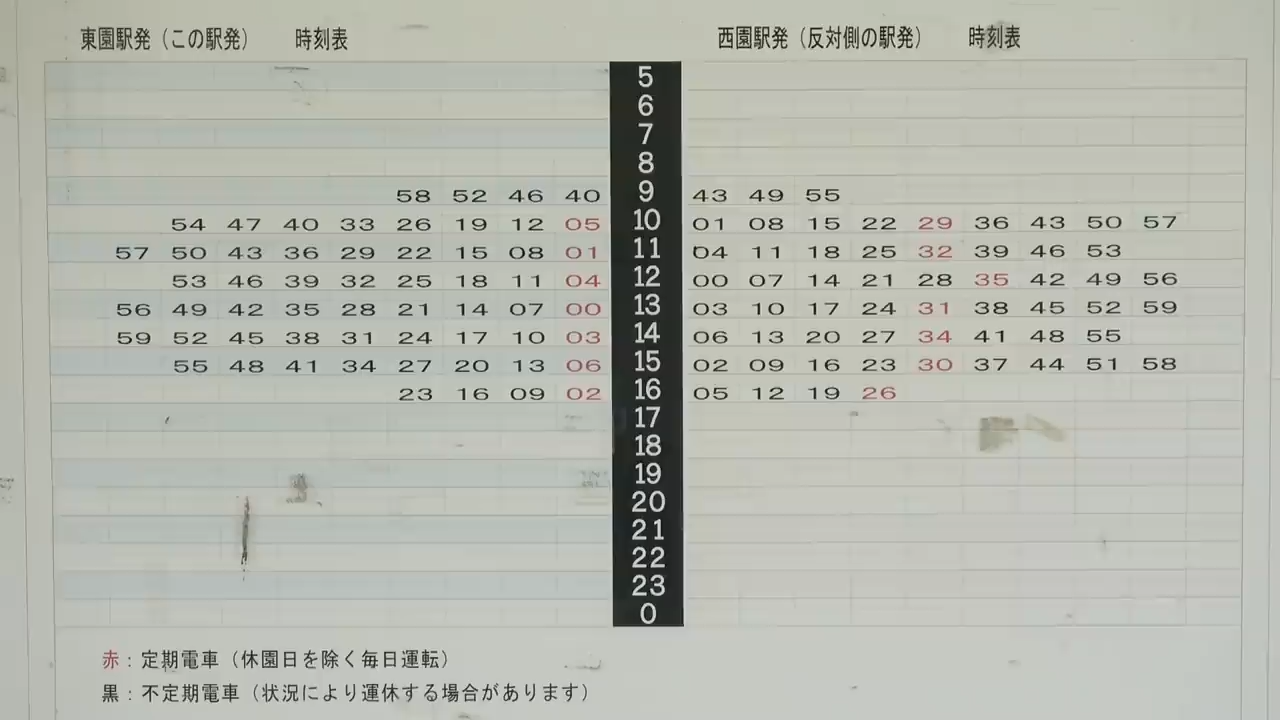 東園駅発（この駅発）　時刻表　西園駅発（反対側の駅発）　時刻表
5
6
7
8
58 52 46 40 9 43 49 55
54 47 40 33 26 19 12 05 10 01 08 15 22 29 36 43 50 57
57 50 43 36 29 22 15 08 01 11 04 11 18 25 32 39 46 53
53 46 39 32 25 18 11 04 12 00 07 14 21 28 35 42 49 56
56 49 42 35 28 21 14 07 00 13 03 10 17 24 31 38 45 52 59
59 52 45 38 31 24 17 10 03 14 06 13 20 27 34 41 48 55
55 48 41 34 27 20 13 06 15 02 09 16 23 30 37 44 51 58
23 16 09 02 16 05 12 19 26
17
18
19
20
21
22
23
0
赤：定期電車（休園日を除く毎日運転）
黒：不定期電車（状況により運休する場合があります）